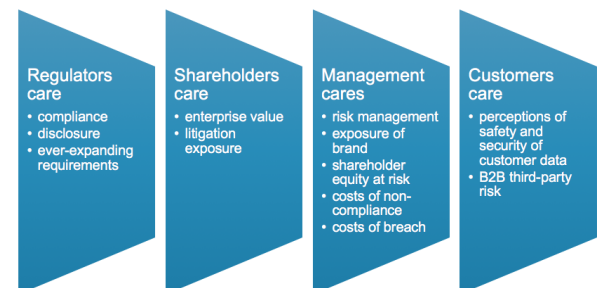 Regulators
care
• compliance
• disclosure
• ever-expanding
requirements
Shareholders
care
• enterprise value
• litigation
exposure
Management
cares
• risk management
• exposure of
brand
• shareholder
equity at risk
• costs of non-
compliance
• costs of breach
Customers
care
• perceptions of
safety and
security of
customer data
• B2B third-party
risk